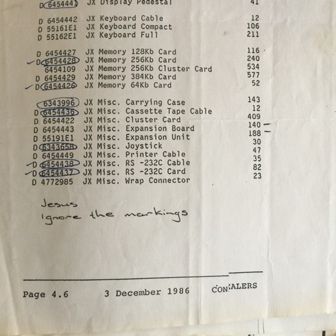 D 6454441 JX Display Pedestal 41
D 6454442 JX Keyboard Cable 12
D 55161E1 JX Keyboard Compact 106
D 55162E1 JX Keyboard Full 211
D 6454427 JX Memory 128Kb Card 116
D 6454428 JX Memory 256Kb Card 240
6454109 JX Memory 256Kb Cluster Card 534
D 6454429 JX Memory 384Kb Card 577
D 6454426 JX Memory 64Kb Card 52
6343996 JX Misc. Carrying Case 143
D 6454436 JX Misc. Cassette Tape Cable 12
D 6454444 JX Misc. Cluster Card 409
D 6454443 JX Misc. Expansion Board 140
D 55191E1 JX Misc. Expansion Unit 188
D JX Misc. Joystick 30
D 6454449 JX Misc. Printer Cable 47
D 6454438 JX Misc. RS -232C Cable 35
D 6454437 JX Misc. RS -232C Card 82
D 4772985 JX Misc. Wrap Connector 23
Jesus
ignore the markings
Page 4.6 3 December 1986